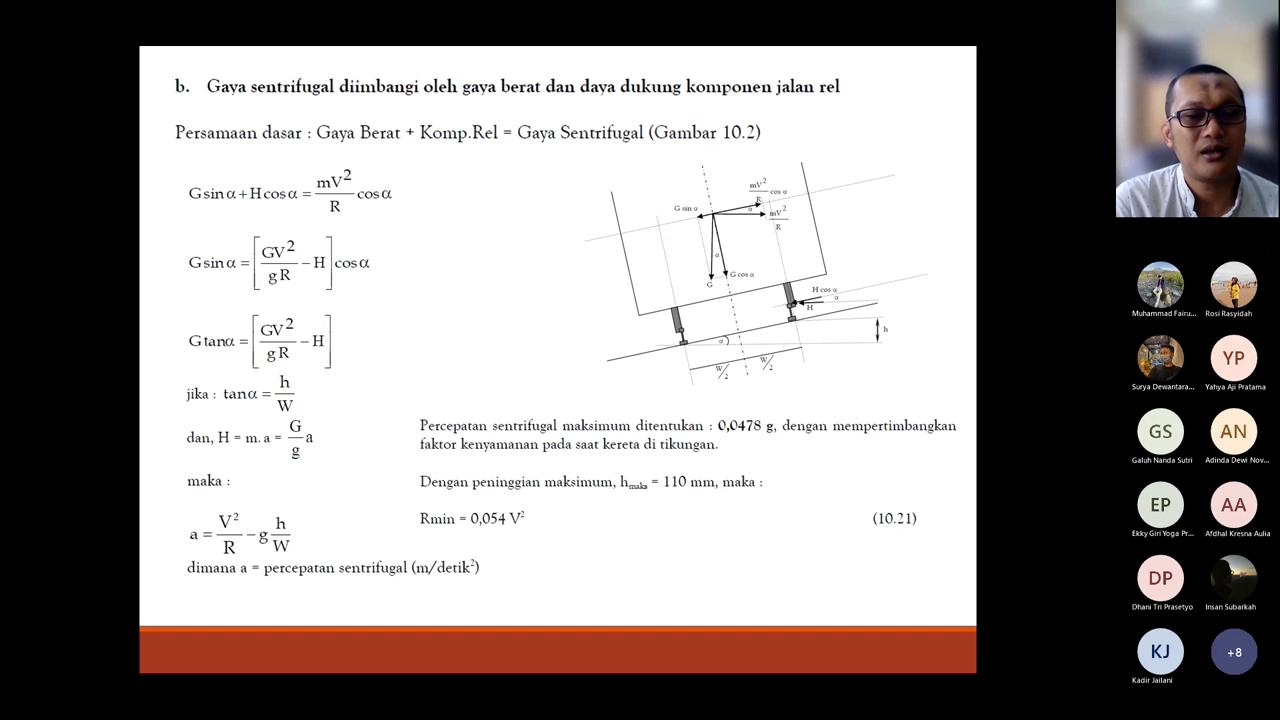 b. Gaya sentrifugal diimbangi oleh gaya berat dan daya dukung komponen jalan rel
Persamaan dasar : Gaya Berat + Komp.Rel = Gaya Sentrifugal (Gambar 10.2)
G sin α + H cos α = mV²/R cos α
G sin α = [GV²/gR − H] cos α
G tan α = [GV²/gR − H]
jika : tan α = h/W
dan, H = m. a = G/g a
maka :
a = V²/R − g h/W
dimana a = percepatan sentrifugal (m/detik²)
mV²/R cos α
G sin α
α
mV²/R
α
G cos α
G
H cos α
α
H
h
α
W/2
W/2
Percepatan sentrifugal maksimum ditentukan : 0,0478 g, dengan mempertimbangkan
faktor kenyamanan pada saat kereta di tikungan.
Dengan peninggian maksimum, hmaks = 110 mm, maka :
Rmin = 0,054 V² (10.21)
Muhammad Fairu...
Rosi Rasyidah
Surya Dewantara...
YP
Yahya Aji Pratama
GS
Galuh Nanda Sutri
AN
Adinda Dewi Nov...
EP
Ekky Giri Yoga Pr...
AA
Afdhal Kresna Aulia
DP
Dhani Tri Prasetyo
Insan Subarkah
KJ
Kadir Jailani
+8